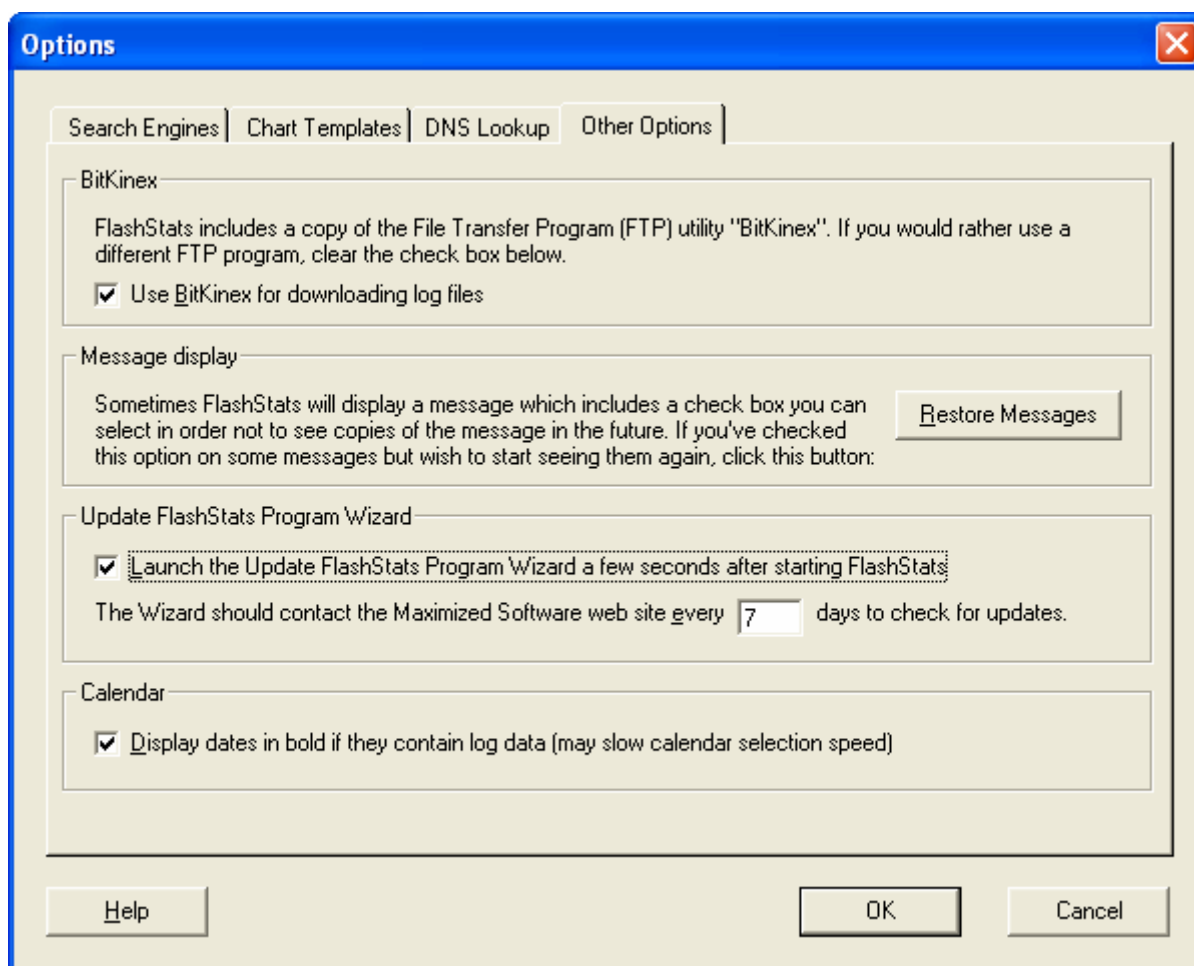 Options
Search Engines
Chart Templates
DNS Lookup
Other Options
BitKinex
FlashStats includes a copy of the File Transfer Program (FTP) utility "BitKinex". If you would rather use a
different FTP program, clear the check box below.
Use BitKinex for downloading log files
Message display
Sometimes FlashStats will display a message which includes a check box you can
select in order not to see copies of the message in the future. If you've checked
this option on some messages but wish to start seeing them again, click this button:
Restore Messages
Update FlashStats Program Wizard
Launch the Update FlashStats Program Wizard a few seconds after starting FlashStats
The Wizard should contact the Maximized Software web site every 7 days to check for updates.
Calendar
Display dates in bold if they contain log data (may slow calendar selection speed)
Help
OK
Cancel